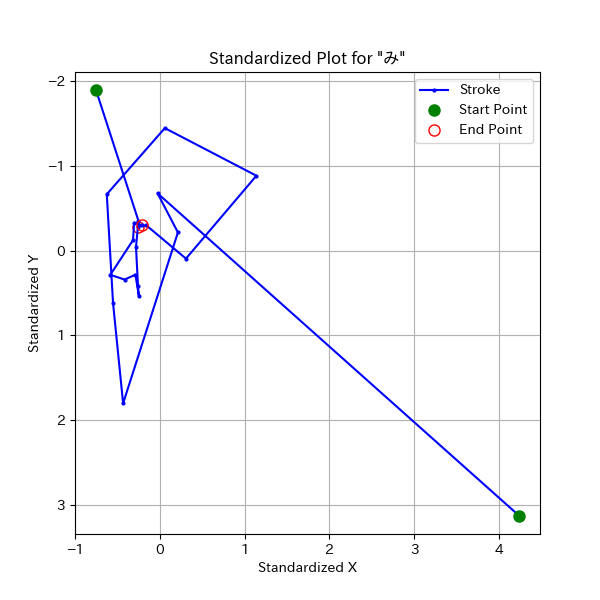 Standardized Plot for "み"
Stroke
Start Point
End Point
Standardized Y
−2
−1
0
1
2
3
−1
0
1
2
3
4
Standardized X